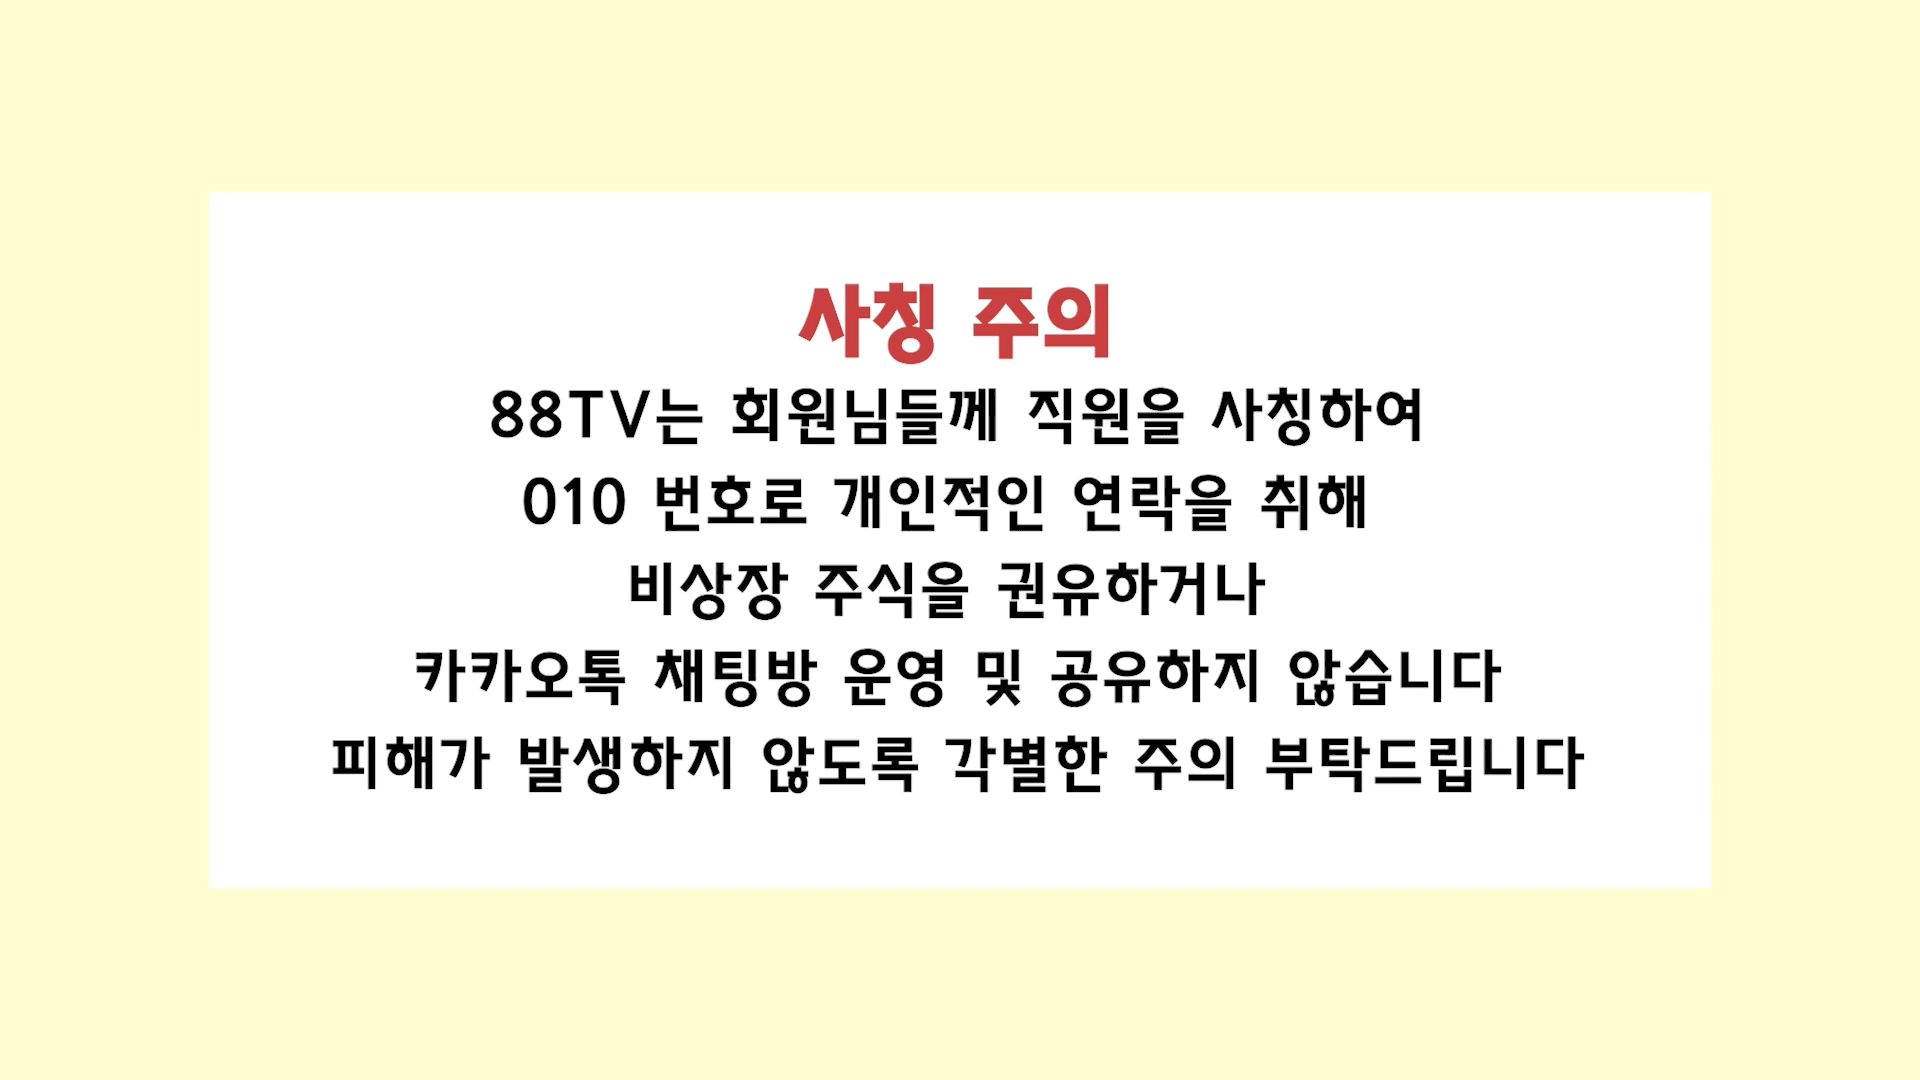 사칭 주의
88TV는 회원님들께 직원을 사칭하여
010 번호로 개인적인 연락을 취해
비상장 주식을 권유하거나
카카오톡 채팅방 운영 및 공유하지 않습니다
피해가 발생하지 않도록 각별한 주의 부탁드립니다